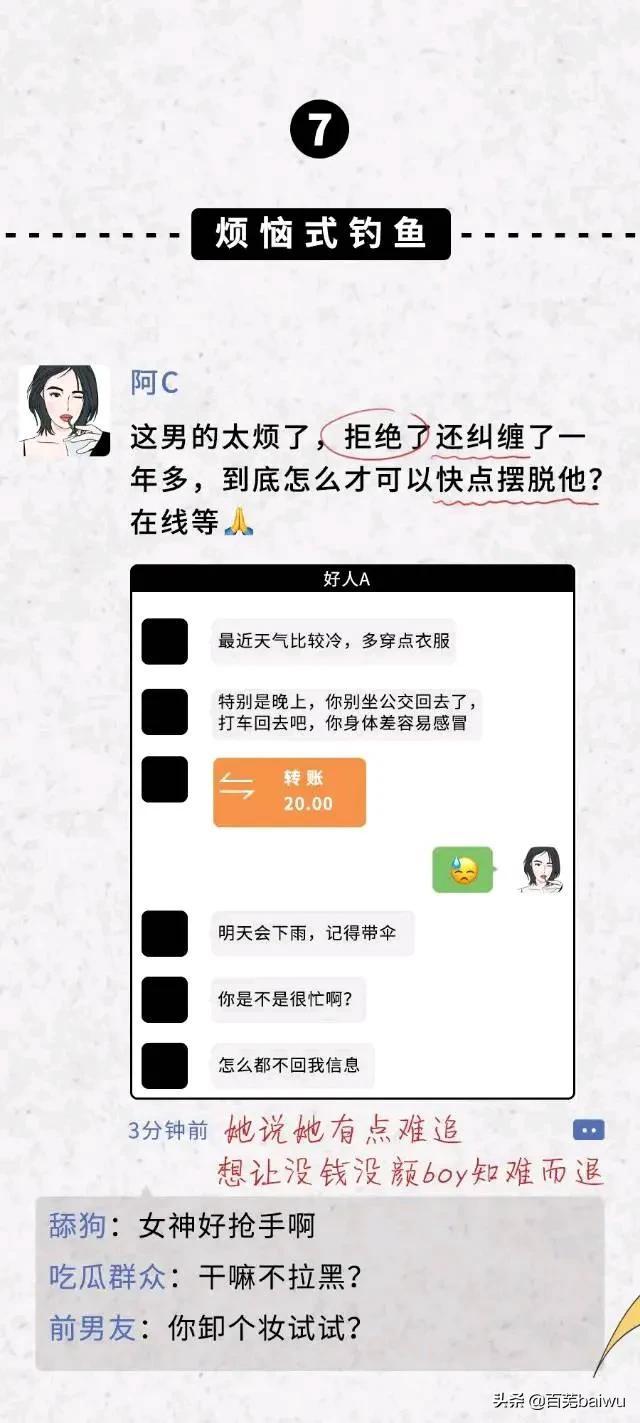 7
烦恼式钓鱼
阿C
这男的太烦了，拒绝了还纠缠了一
年多，到底怎么才可以快点摆脱他？
在线等🙏
好人A
最近天气比较冷，多穿点衣服
特别是晚上，你别坐公交回去了，
打车回去吧，你身体差容易感冒
转账
20.00
😓
明天会下雨，记得带伞
你是不是很忙啊？
怎么都不回我信息
3分钟前
她说她有点难追
想让没钱没颜boy知难而退
舔狗：女神好抢手啊
吃瓜群众：干嘛不拉黑？
前男友：你卸个妆试试？
头条 @百芜baiwu